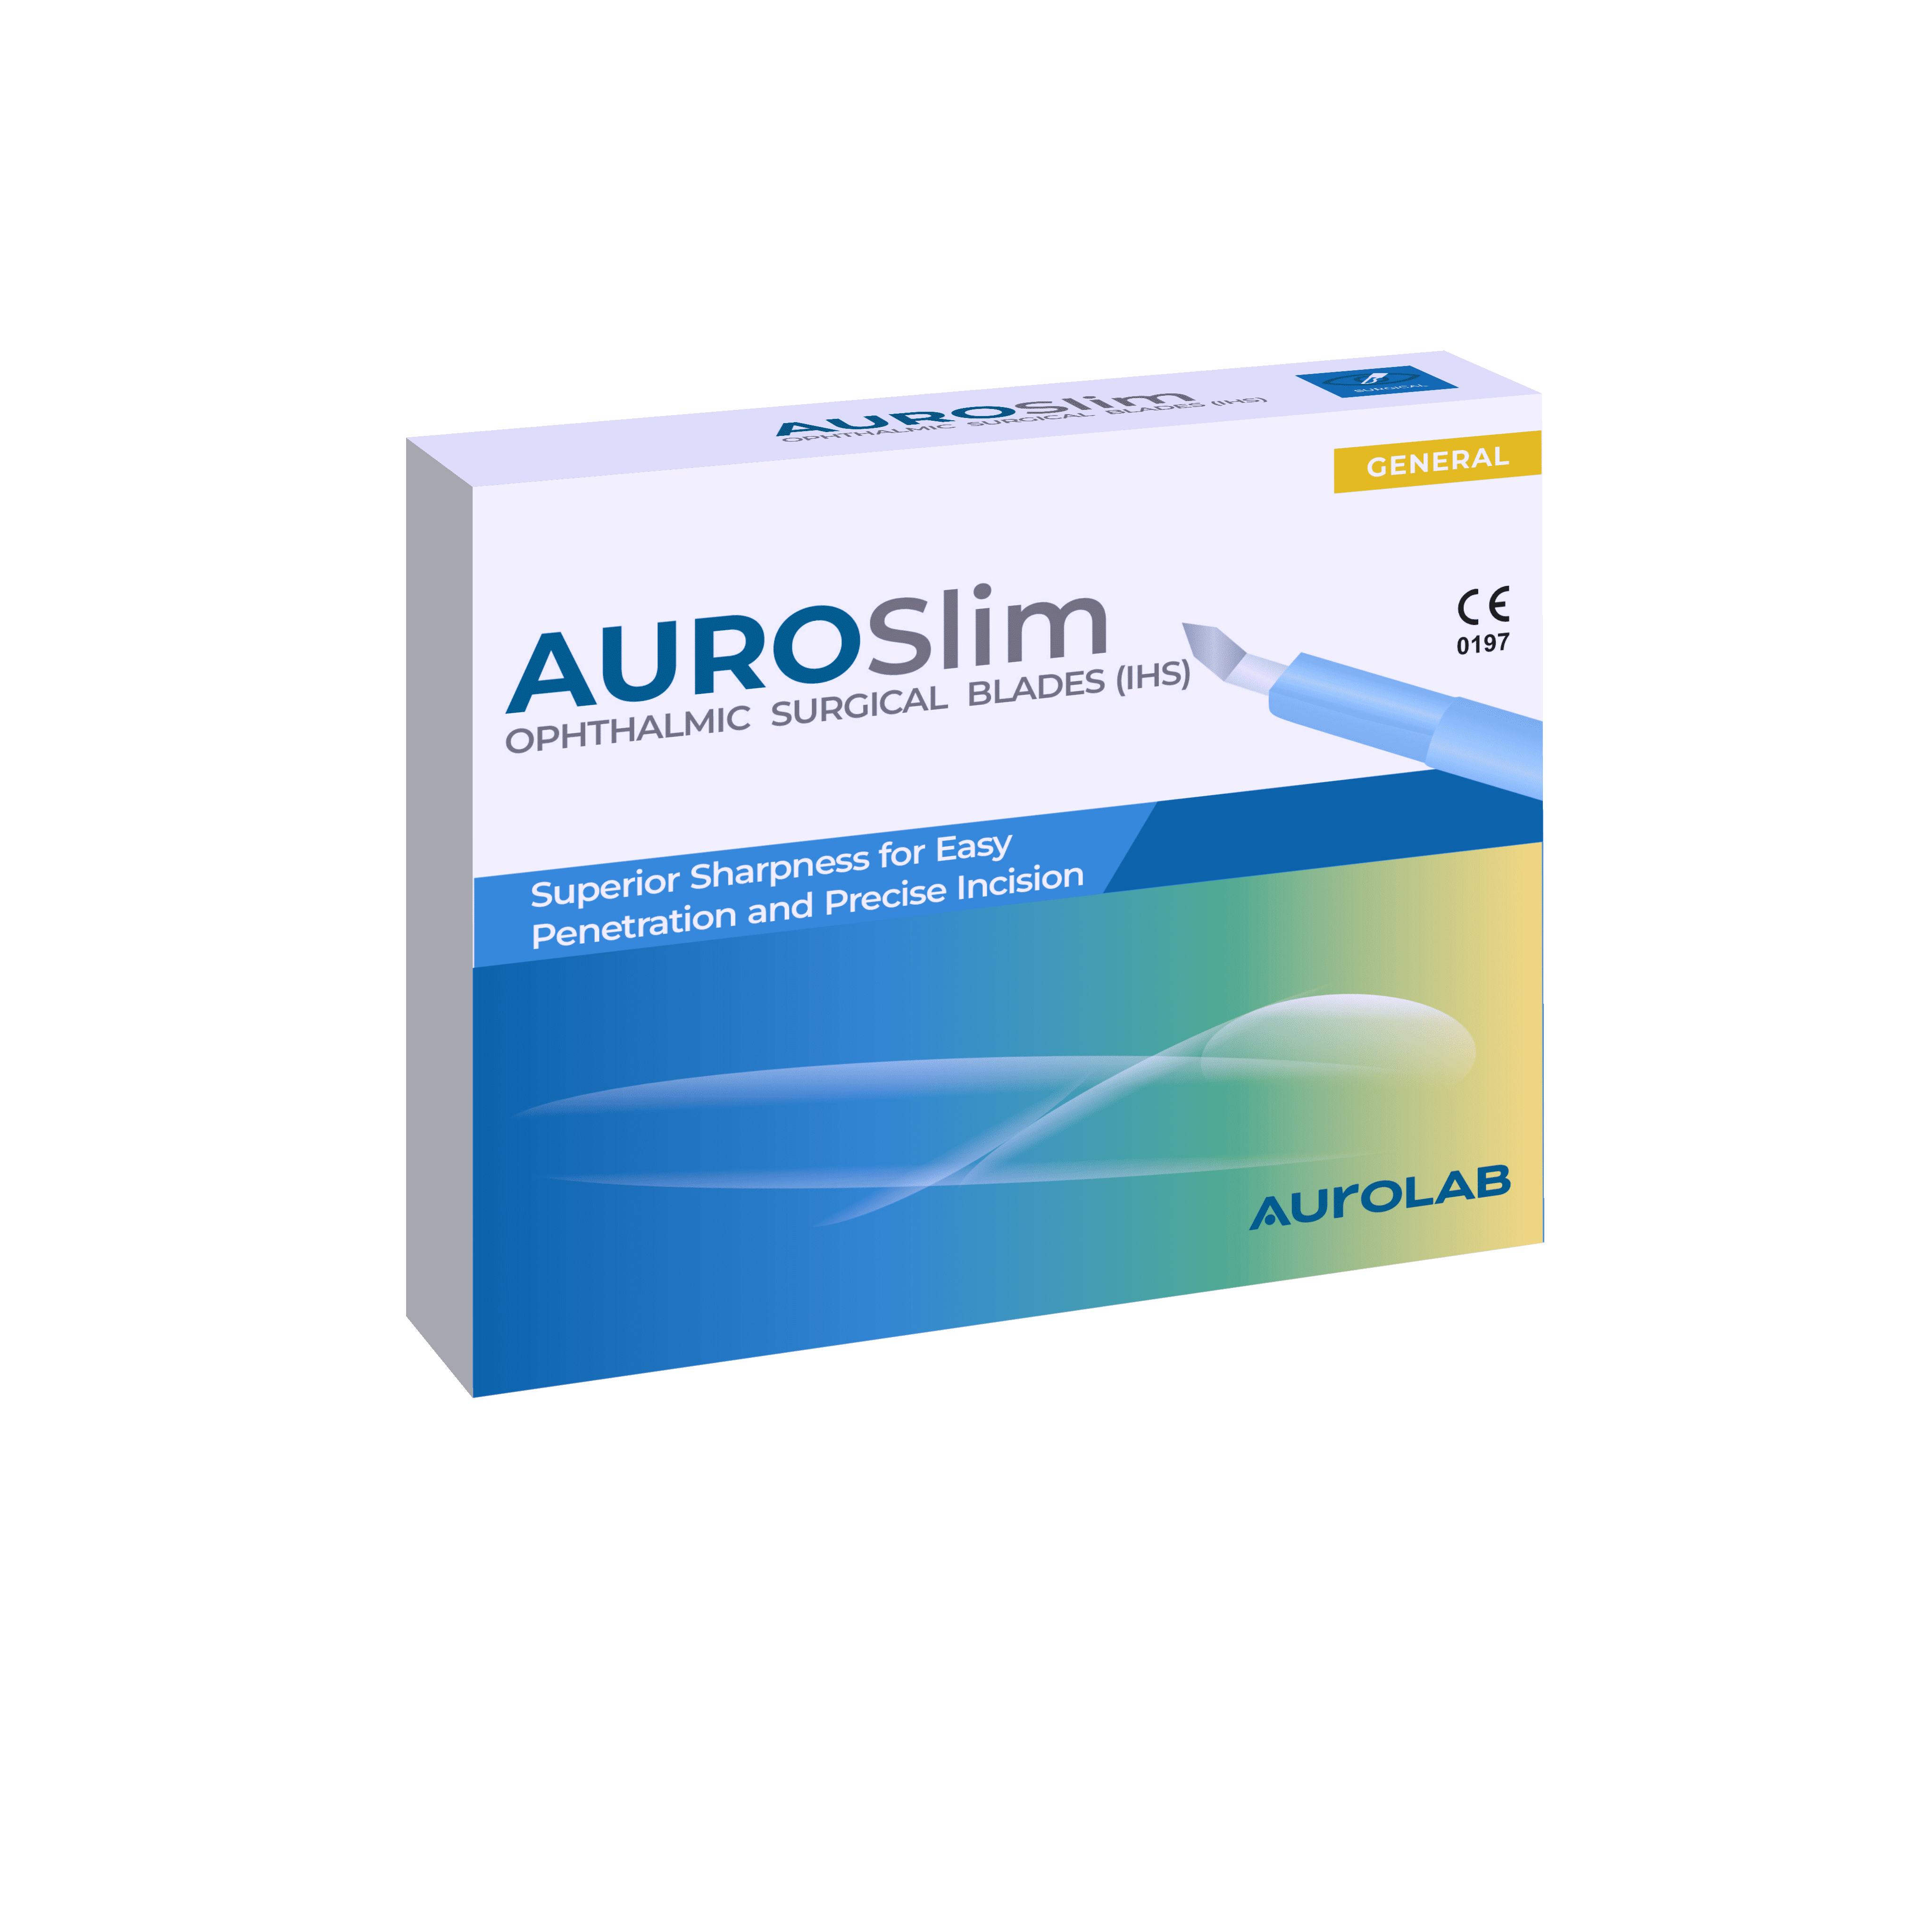 AUROSlim
OPHTHALMIC SURGICAL BLADES (IHS)
SURGICAL
GENERAL
CE
0197
AUROSlim
OPHTHALMIC SURGICAL BLADES (IHS)
Superior Sharpness for Easy
Penetration and Precise Incision
AUROLAB